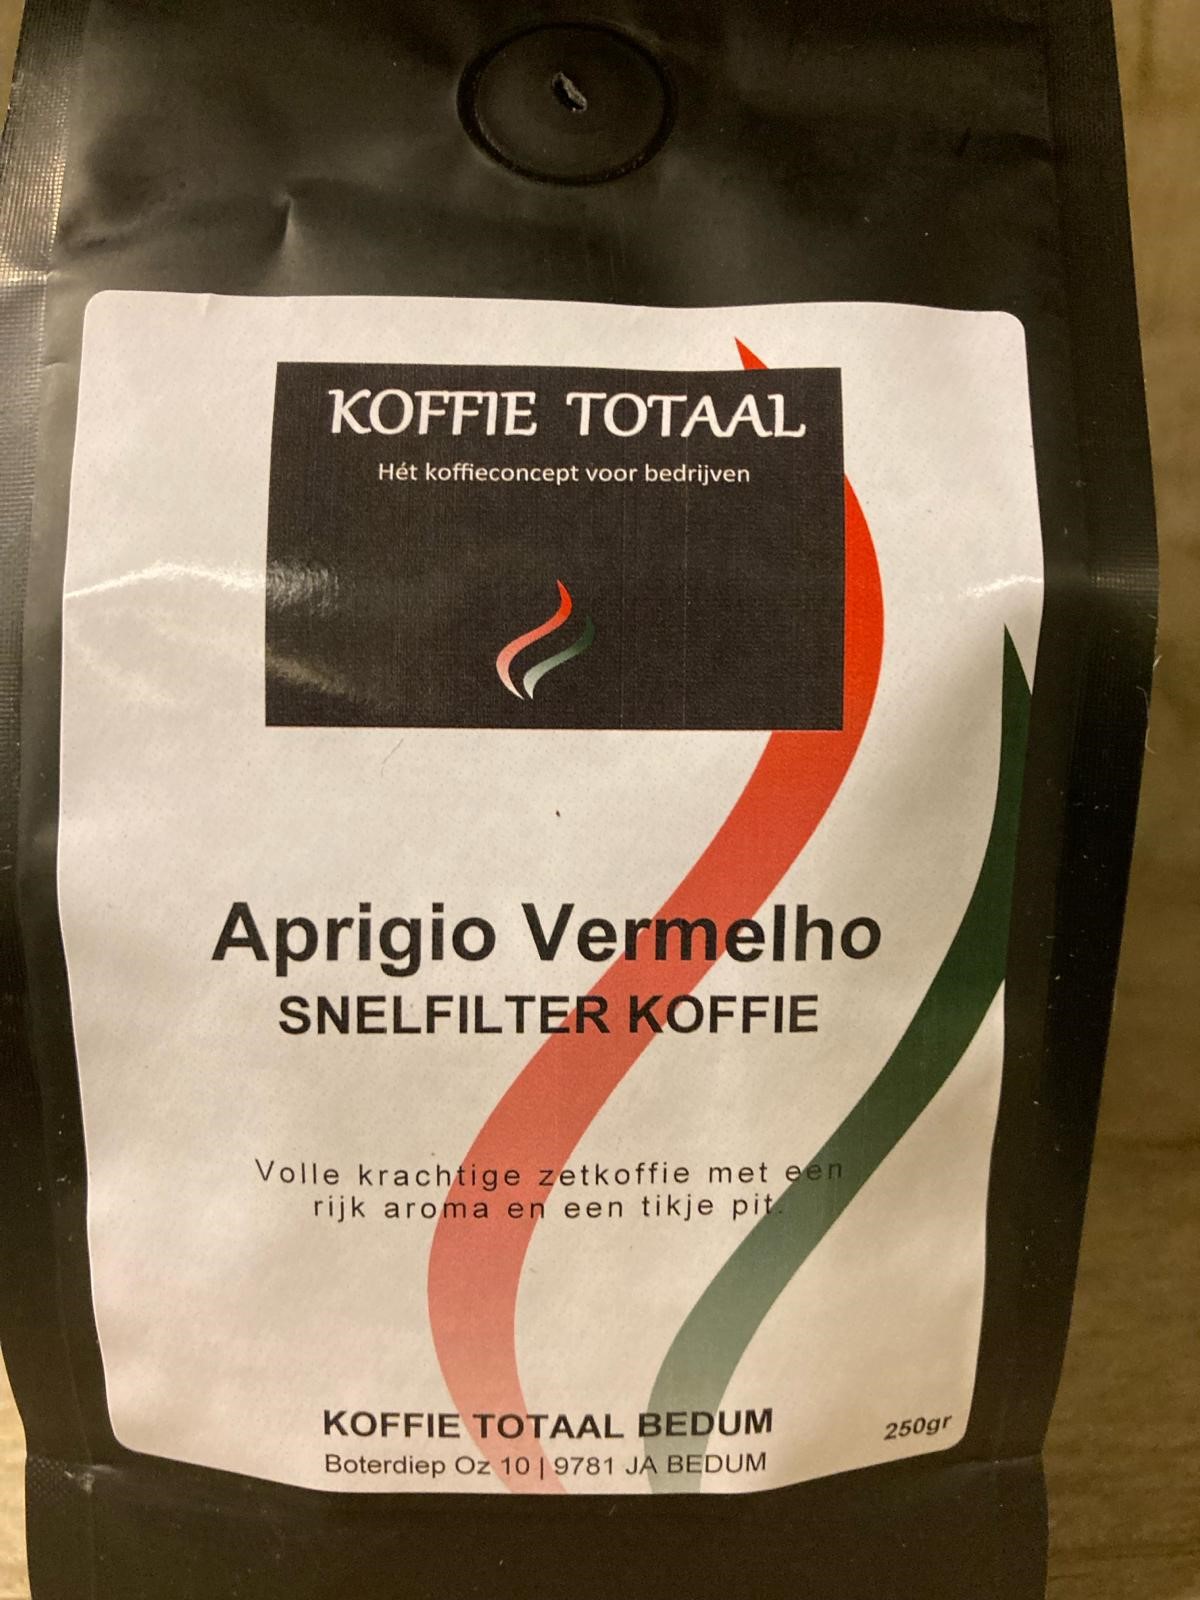 KOFFIE TOTAAL
Hét koffieconcept voor bedrijven
Aprigio Vermelho
SNELFILTER KOFFIE
Volle krachtige zetkoffie met een
rijk aroma en een tikje pit.
KOFFIE TOTAAL BEDUM
250gr
Boterdiep Oz 10 | 9781 JA BEDUM